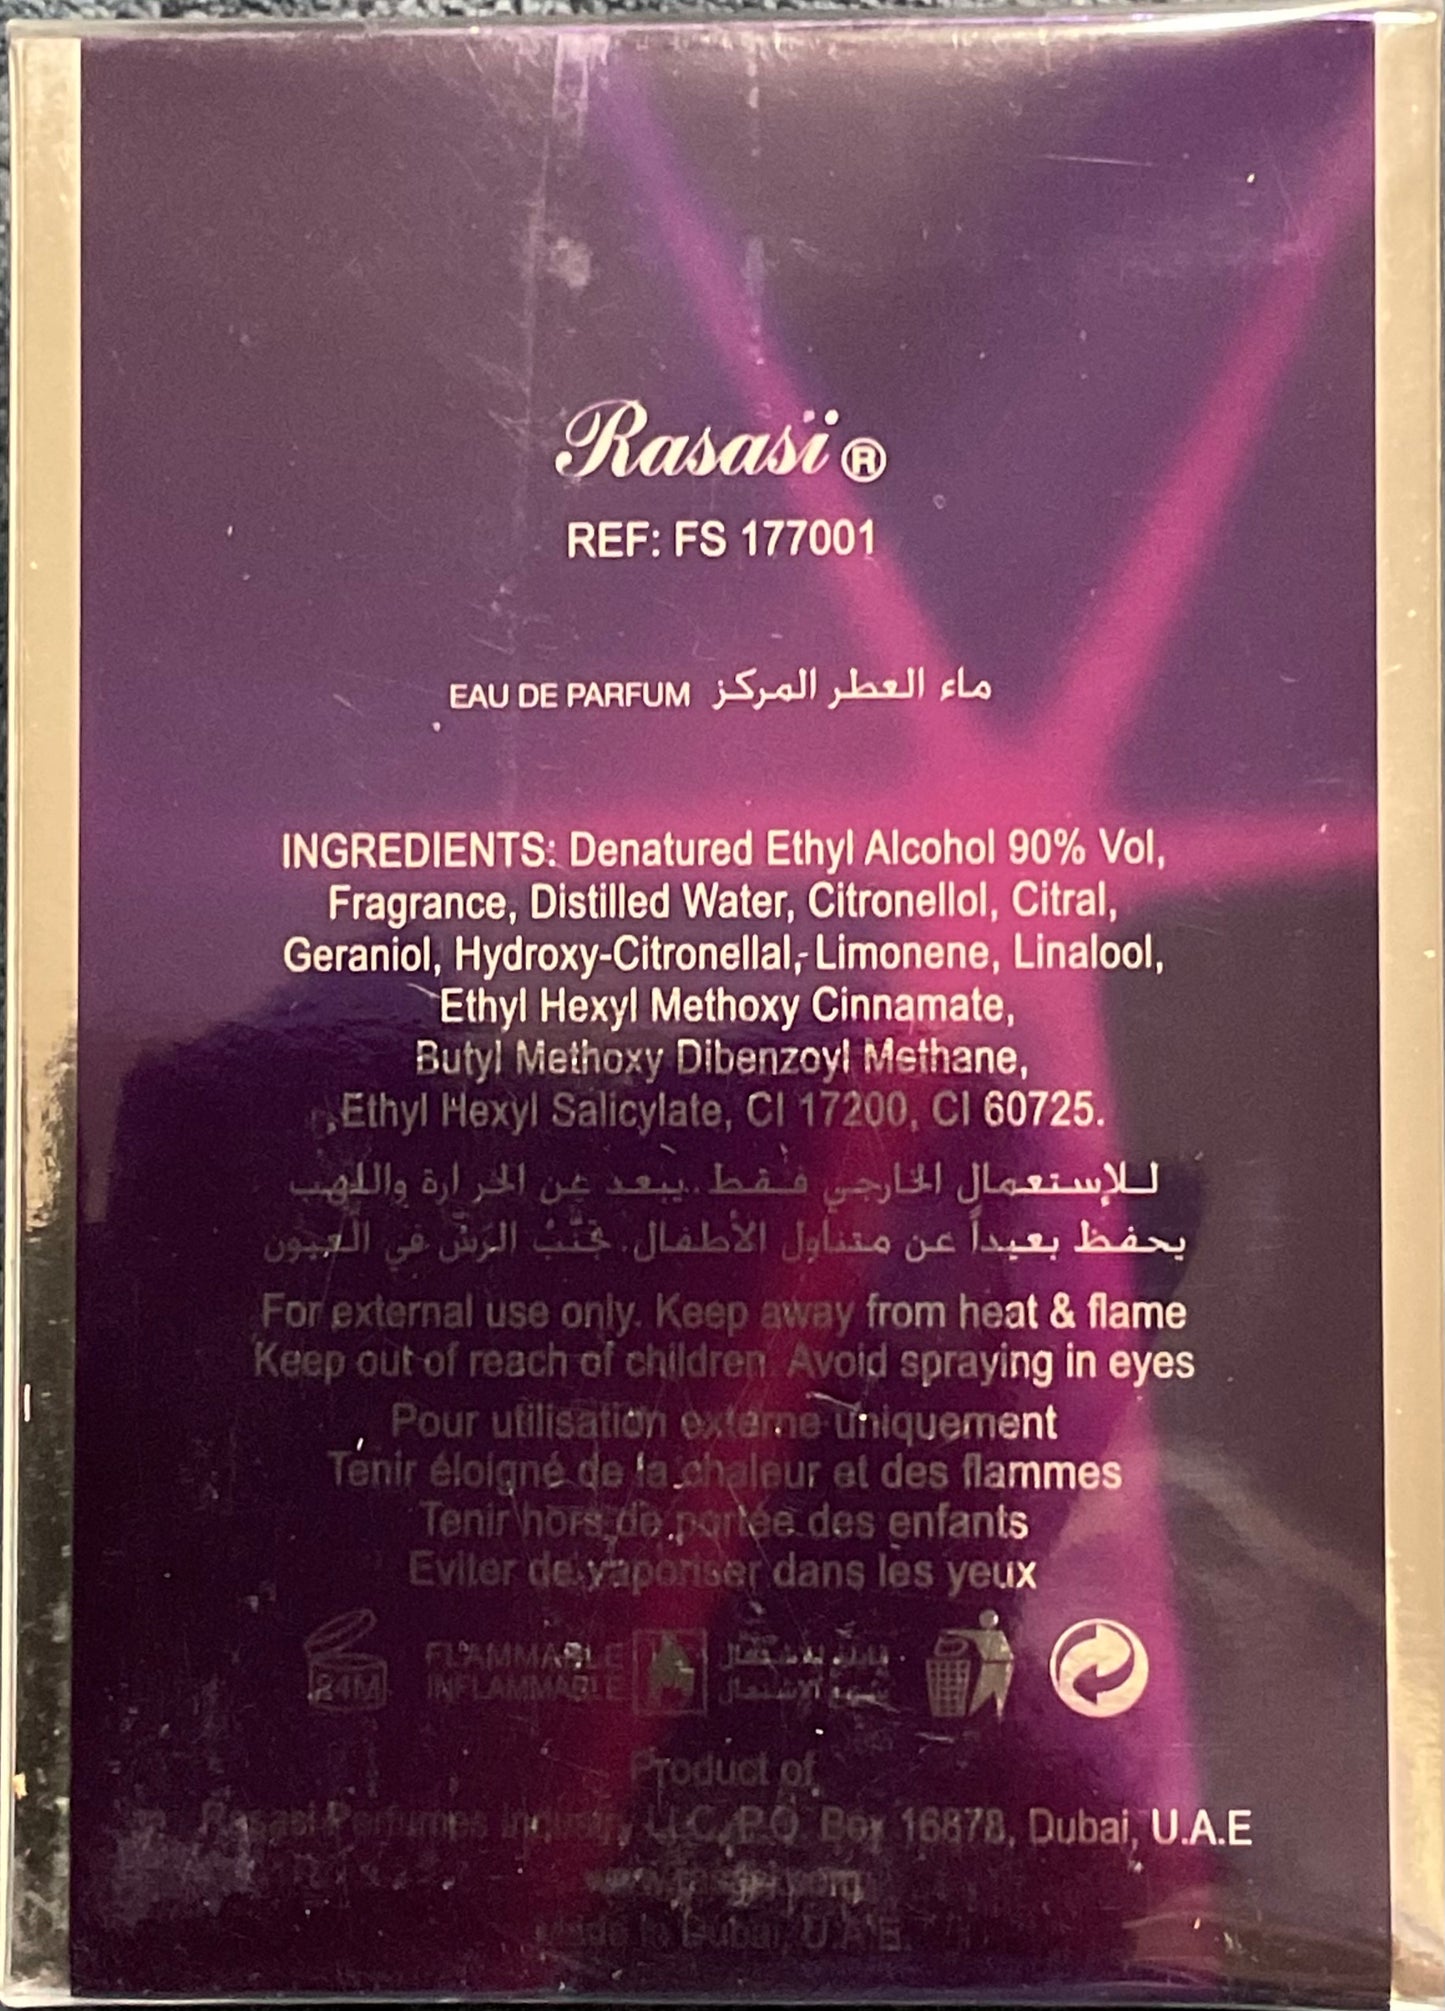 Rasasi ®
REF: FS 177001
EAU DE PARFUM ماء العطر المركز
INGREDIENTS: Denatured Ethyl Alcohol 90% Vol,
Fragrance, Distilled Water, Citronellol, Citral,
Geraniol, Hydroxy-Citronellal, Limonene, Linalool,
Ethyl Hexyl Methoxy Cinnamate,
Butyl Methoxy Dibenzoyl Methane,
Ethyl Hexyl Salicylate, CI 17200, CI 60725.
للإستعمال الخارجي فقط. يبعد عن الحرارة واللهب
يحفظ بعيداً عن متناول الأطفال. تجنَّبْ الرَشّ في العيون
For external use only. Keep away from heat & flame
Keep out of reach of children. Avoid spraying in eyes
Pour utilisation externe uniquement
Tenir éloigné de la chaleur et des flammes
Tenir hors de portée des enfants
Eviter de vaporiser dans les yeux
24M
FLAMMABLE
INFLAMMABLE
Product of
Rasasi Perfumes Industry, L.L.C, P.O. Box 16878, Dubai, U.A.E
Made in Dubai, U.A.E.